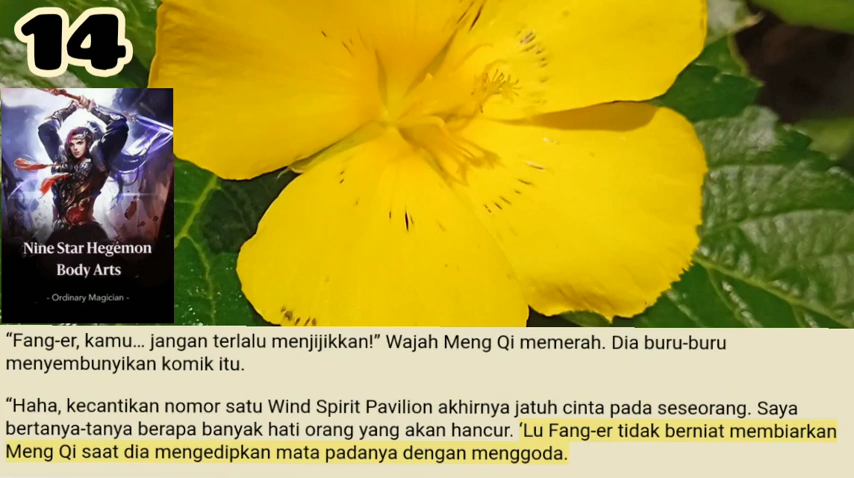 14
Nine Star Hegemon
Body Arts
- Ordinary Magician -
“Fang-er, kamu... jangan terlalu menjijikkan!” Wajah Meng Qi memerah. Dia buru-buru
menyembunyikan komik itu.
“Haha, kecantikan nomor satu Wind Spirit Pavilion akhirnya jatuh cinta pada seseorang. Saya
bertanya-tanya berapa banyak hati orang yang akan hancur. ‘Lu Fang-er tidak berniat membiarkan
Meng Qi saat dia mengedipkan mata padanya dengan menggoda.